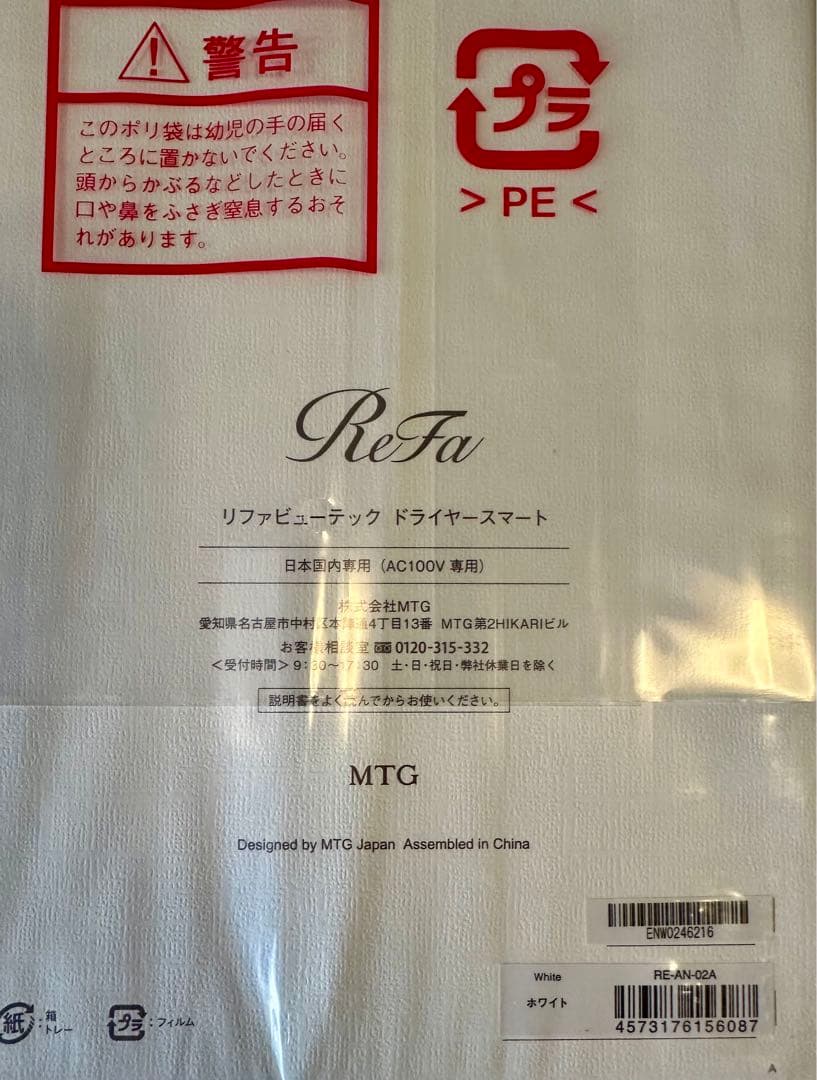 警告
このポリ袋は幼児の手の届く
ところに置かないでください。
頭からかぶるなどしたときに
口や鼻をふさぎ窒息するおそ
れがあります。
プラ
> PE <
ReFa
リファビューテック ドライヤースマート
日本国内専用（AC100V 専用）
株式会社MTG
愛知県名古屋市中村区本陣通4丁目13番 MTG第2HIKARIビル
お客様相談室 0120-315-332
＜受付時間＞9：30～17：30 土・日・祝日・弊社休業日を除く
説明書をよく読んでからお使いください。
MTG
Designed by MTG Japan Assembled in China
ENW0246216
White RE-AN-02A
ホワイト
4573176156087
紙：箱
トレー
プラ：フィルム
A